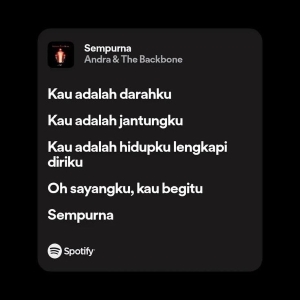 Sempurna
Andra & The Backbone
Kau adalah darahku
Kau adalah jantungku
Kau adalah hidupku lengkapi
diriku
Oh sayangku, kau begitu
Sempurna
Spotify